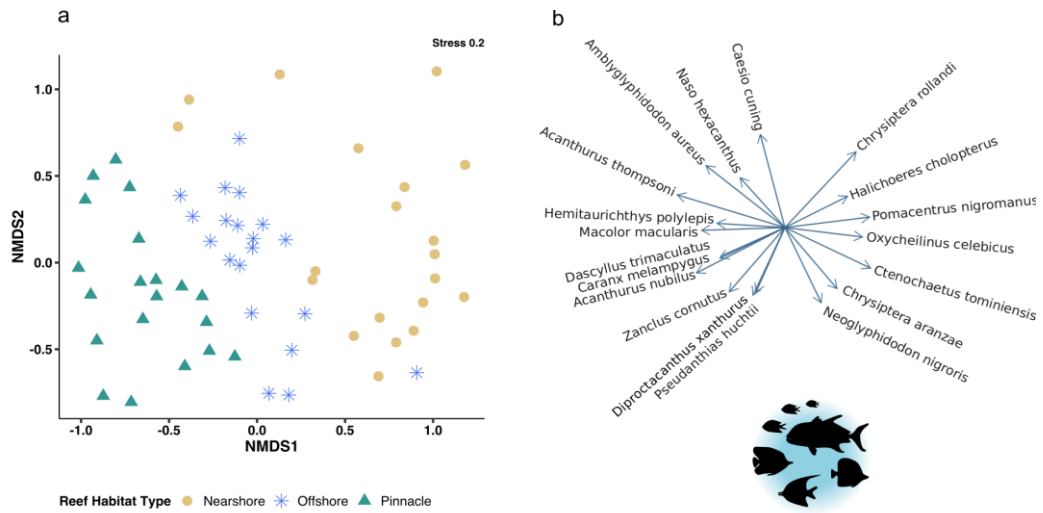 a
Stress 0.2
1.0
0.5
0.0
-0.5
NMDS2
-1.0
-0.5
0.0
0.5
1.0
NMDS1
Reef Habitat Type
Nearshore
Offshore
Pinnacle
b
Caesio cuning
Naso hexacanthus
Amblyglyphidodon aureus
Acanthurus thompsoni
Hemitaurichthys polylepis
Macolor macularis
Dascyllus trimaculatus
Caranx melampygus
Acanthurus nubilus
Zanclus cornutus
Diproctacanthus xanthurus
Pseudanthias huchtii
Chrysiptera rollandi
Halichoeres cholopterus
Pomacentrus nigromanus
Oxycheilinus celebicus
Ctenochaetus tominiensis
Chrysiptera aranzae
Neoglyphidodon nigroris